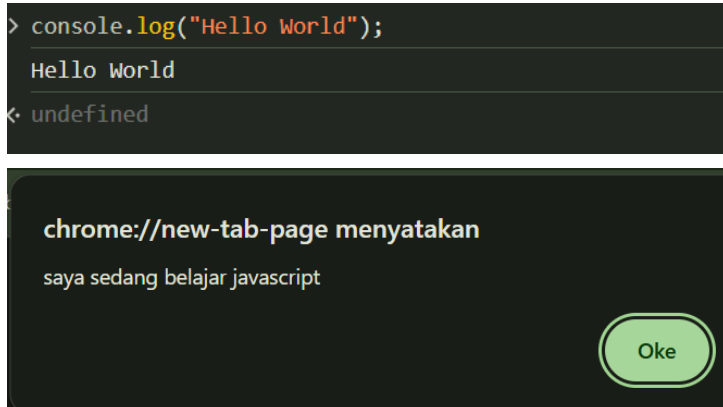 > console.log("Hello World");
Hello World
undefined
chrome://new-tab-page menyatakan
saya sedang belajar javascript
Oke